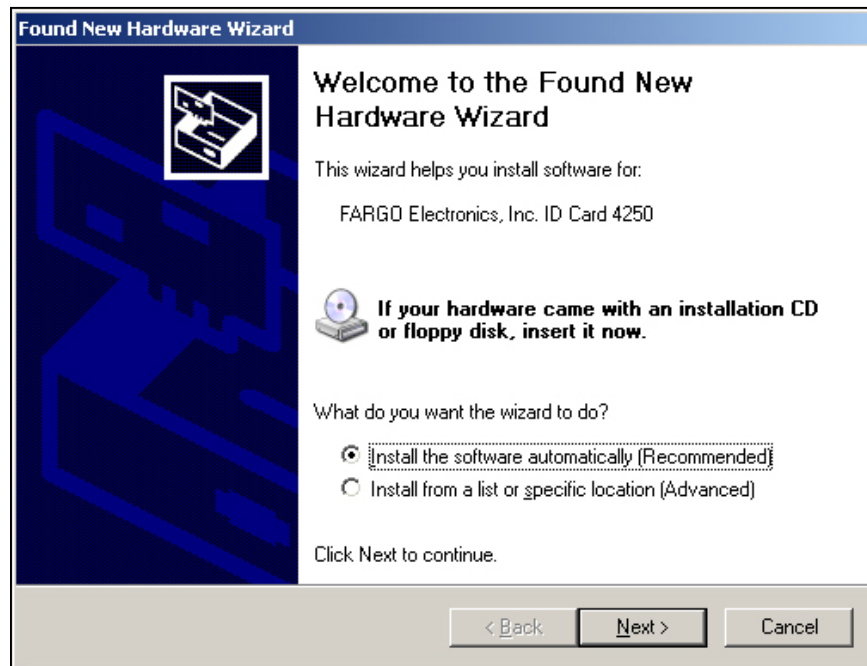 Found New Hardware Wizard
Welcome to the Found New
Hardware Wizard
This wizard helps you install software for:
FARGO Electronics, Inc. ID Card 4250
If your hardware came with an installation CD
or floppy disk, insert it now.
What do you want the wizard to do?
Install the software automatically (Recommended)
Install from a list or specific location (Advanced)
Click Next to continue.
< Back Next > Cancel